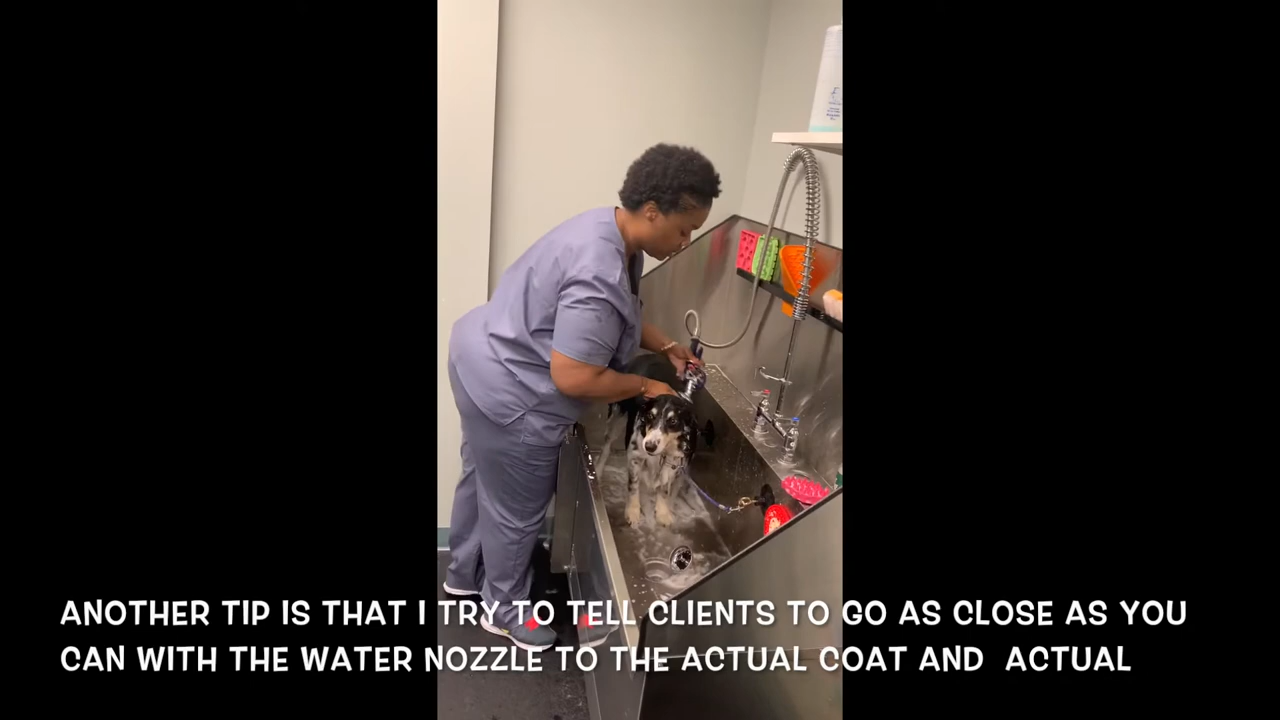 ANOTHER TIP IS THAT I TRY TO TELL CLIENTS TO GO AS CLOSE AS YOU
CAN WITH THE WATER NOZZLE TO THE ACTUAL COAT AND ACTUAL